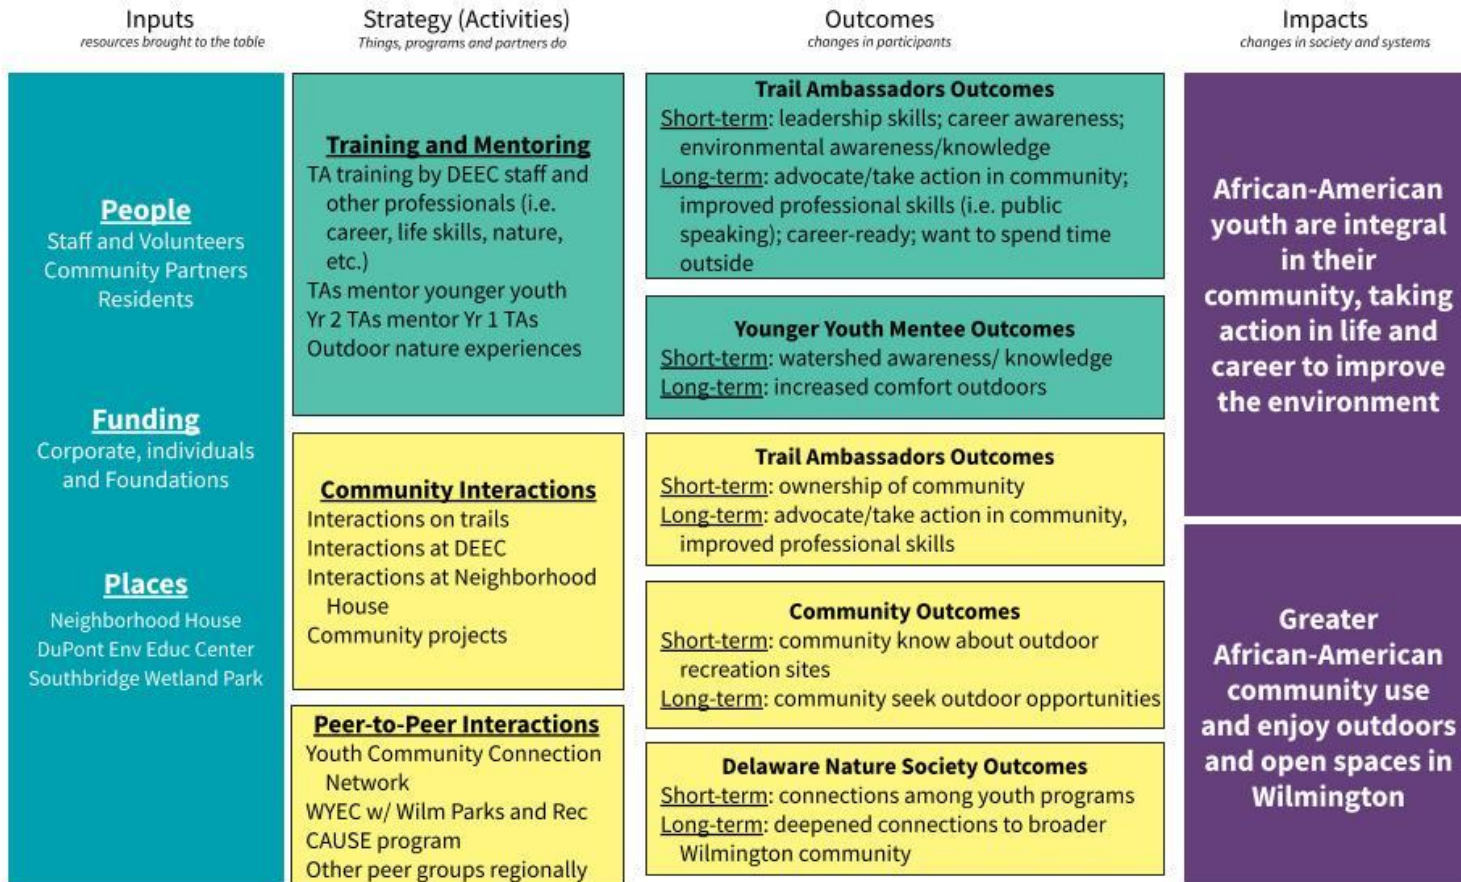 Inputs
resources brought to the table
Strategy (Activities)
Things, programs and partners do
Outcomes
changes in participants
Impacts
changes in society and systems
People
Staff and Volunteers
Community Partners
Residents
Funding
Corporate, individuals
and Foundations
Places
Neighborhood House
DuPont Env Educ Center
Southbridge Wetland Park
Training and Mentoring
TA training by DEEC staff and
other professionals (i.e.
career, life skills, nature,
etc.)
TAs mentor younger youth
Yr 2 TAs mentor Yr 1 TAs
Outdoor nature experiences
Community Interactions
Interactions on trails
Interactions at DEEC
Interactions at Neighborhood
House
Community projects
Peer-to-Peer Interactions
Youth Community Connection
Network
WYEC w/ Wilm Parks and Rec
CAUSE program
Other peer groups regionally
Trail Ambassadors Outcomes
Short-term: leadership skills; career awareness;
environmental awareness/knowledge
Long-term: advocate/take action in community;
improved professional skills (i.e. public
speaking); career-ready; want to spend time
outside
Younger Youth Mentee Outcomes
Short-term: watershed awareness/ knowledge
Long-term: increased comfort outdoors
Trail Ambassadors Outcomes
Short-term: ownership of community
Long-term: advocate/take action in community,
improved professional skills
Community Outcomes
Short-term: community know about outdoor
recreation sites
Long-term: community seek outdoor opportunities
Delaware Nature Society Outcomes
Short-term: connections among youth programs
Long-term: deepened connections to broader
Wilmington community
African-American
youth are integral
in their
community, taking
action in life and
career to improve
the environment
Greater
African-American
community use
and enjoy outdoors
and open spaces in
Wilmington